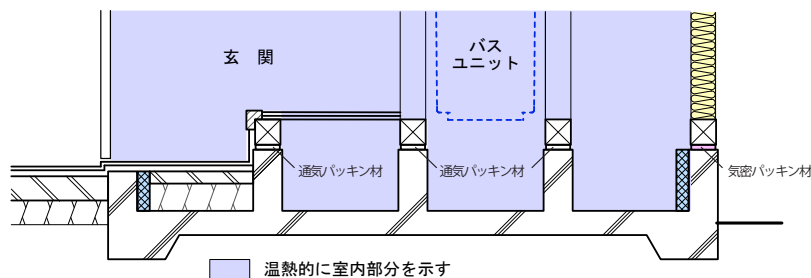 玄 関
バス
ユニット
通気パッキン材
通気パッキン材
気密パッキン材
温熱的に室内部分を示す